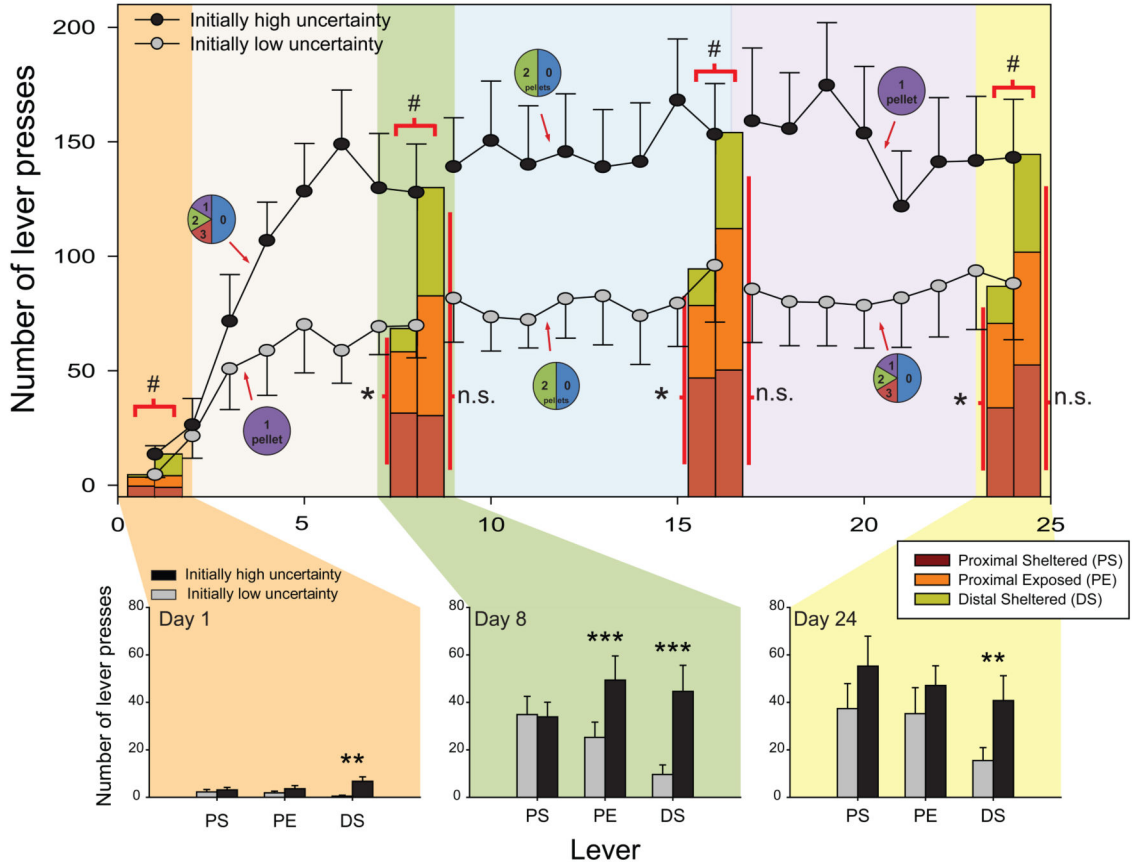 Number of lever presses
200
150
100
50
0
Initially high uncertainty
Initially low uncertainty
#
#
#
#
1
2
3
0
1
pellet
2 0
pellets
2 0
pellets
1
pellet
1
2
3
0
* n.s.
* n.s.
* n.s.
0 5 10 15 20 25
Proximal Sheltered (PS)
Proximal Exposed (PE)
Distal Sheltered (DS)
Initially high uncertainty
Initially low uncertainty
Number of lever presses
80
60
40
20
0
Day 1
**
PS PE DS
80
60
40
20
0
Day 8
*** ***
PS PE DS
80
60
40
20
0
Day 24
**
PS PE DS
Lever